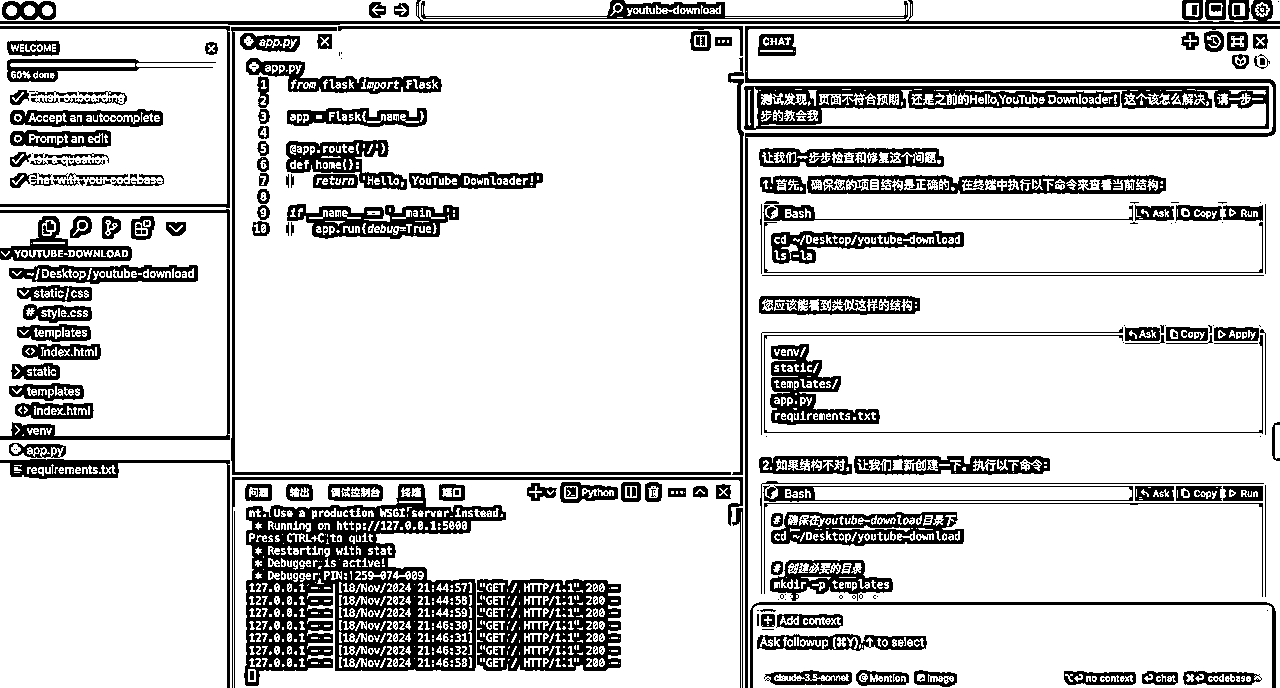 youtube-download
WELCOME
60% done
Finish onboarding
Accept an autocomplete
Prompt an edit
Ask a question
Chat with your codebase
YOUTUBE-DOWNLOAD
~/Desktop/youtube-download
static/css
# style.css
templates
<> index.html
static
templates
<> index.html
venv
app.py
requirements.txt
app.py
app.py
1 from flask import Flask
2
3 app = Flask(__name__)
4
5 @app.route('/')
6 def home():
7 return 'Hello, YouTube Downloader!'
8
9 if __name__ == '__main__':
10 app.run(debug=True)
问题 输出 调试控制台 终端 端口 Python
nt. Use a production WSGI server instead.
* Running on http://127.0.0.1:5000
Press CTRL+C to quit
* Restarting with stat
* Debugger is active!
* Debugger PIN: 259-074-009
127.0.0.1 - - [18/Nov/2024 21:44:57] "GET / HTTP/1.1" 200 -
127.0.0.1 - - [18/Nov/2024 21:44:58] "GET / HTTP/1.1" 200 -
127.0.0.1 - - [18/Nov/2024 21:44:59] "GET / HTTP/1.1" 200 -
127.0.0.1 - - [18/Nov/2024 21:46:30] "GET / HTTP/1.1" 200 -
127.0.0.1 - - [18/Nov/2024 21:46:31] "GET / HTTP/1.1" 200 -
127.0.0.1 - - [18/Nov/2024 21:46:32] "GET / HTTP/1.1" 200 -
127.0.0.1 - - [18/Nov/2024 21:46:58] "GET / HTTP/1.1" 200 -
CHAT
测试发现，页面不符合预期，还是之前的Hello,YouTube Downloader! 这个该怎么解决，请一步一
步的教会我
让我们一步步检查和修复这个问题。
1. 首先，确保您的项目结构是正确的。在终端中执行以下命令来查看当前结构：
Bash Ask Copy Run
cd ~/Desktop/youtube-download
ls -la
您应该能看到类似这样的结构：
Ask Copy Apply
venv/
static/
templates/
app.py
requirements.txt
2. 如果结构不对，让我们重新创建一下。执行以下命令：
Bash Ask Copy Run
# 确保在youtube-download目录下
cd ~/Desktop/youtube-download
# 创建必要的目录
mkdir -p templates
Add context
Ask followup (⌘Y), ↑ to select
claude-3.5-sonnet @ Mention Image ⌥⏎ no context ⏎ chat ⌘⏎ codebase